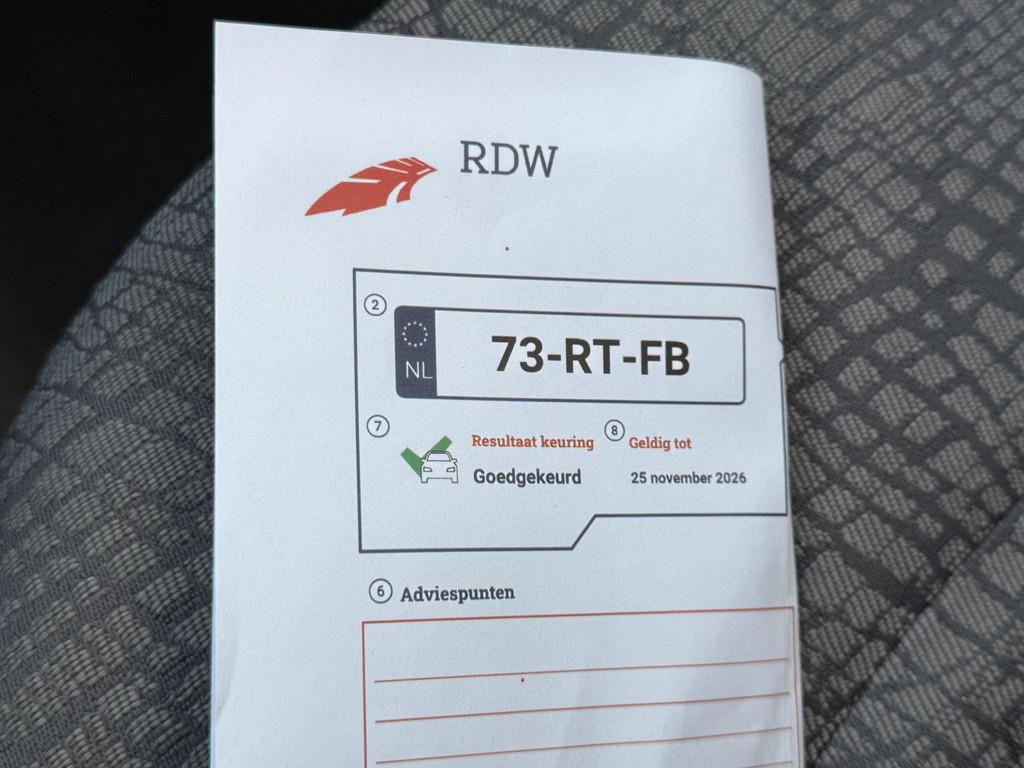 RDW
2
NL 73-RT-FB
7 Resultaat keuring 8 Geldig tot
Goedgekeurd 25 november 2026
6 Adviespunten